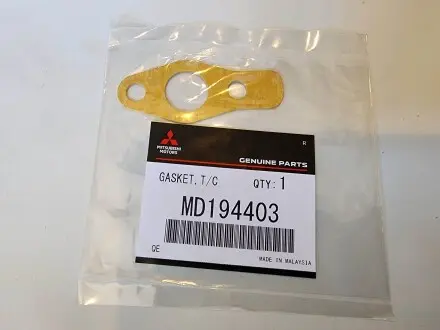 R
MITSUBISHI
MOTORS
GENUINE PARTS
GASKET,T/C QTY:1
MD194403
QE
MADE IN MALAYSIA